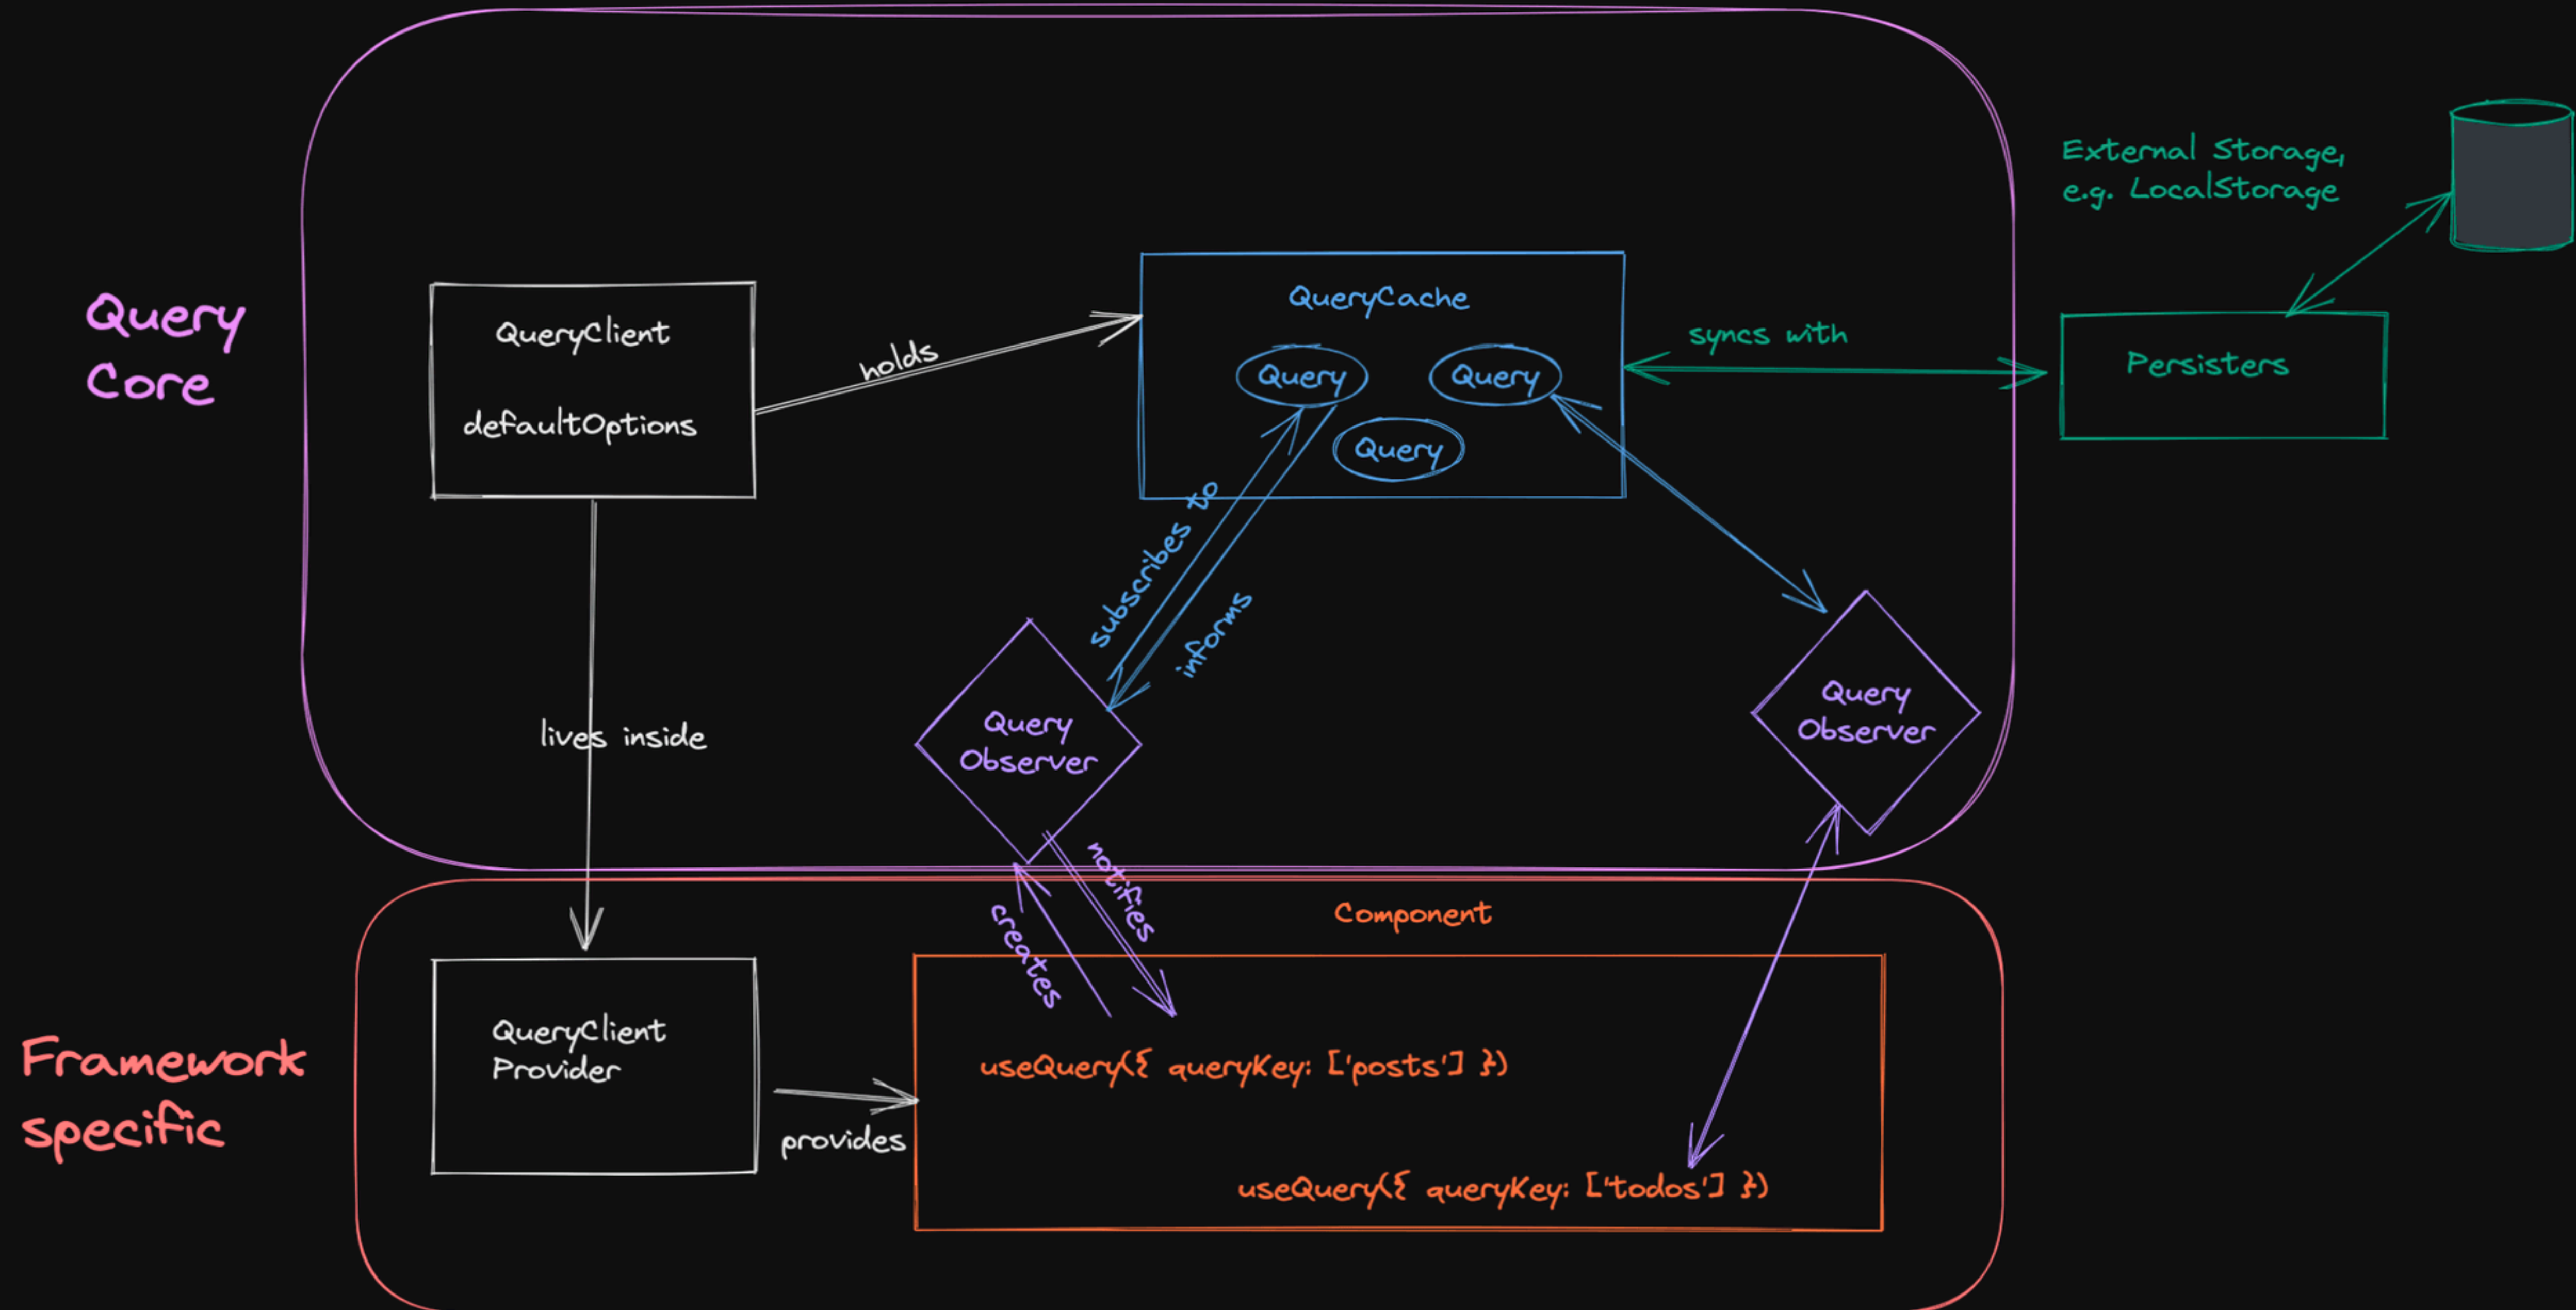 Query
Core
QueryClient
defaultOptions
holds
QueryCache
Query
Query
Query
syncs with
External Storage,
e.g. LocalStorage
Persisters
subscribes to
informs
lives inside
Query
Observer
Query
Observer
creates
notifies
Framework
specific
QueryClient
Provider
provides
Component
useQuery({ queryKey: ['posts'] })
useQuery({ queryKey: ['todos'] })